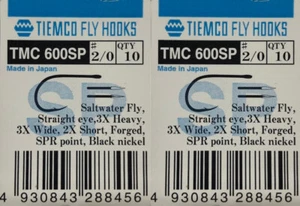 TIEMCO FLY HOOKS
TMC 600SP # 2/0 QTY 10
Made in Japan
SP
Saltwater Fly,
Straight eye,3X Heavy,
3X Wide, 2X Short, Forged,
SPR point, Black nickel
4 930843 288456
TIEMCO FLY HOOKS
TMC 600SP # 2/0 QTY 10
Made in Japan
SP
Saltwater Fly,
Straight eye,3X Heavy,
3X Wide, 2X Short, Forged,
SPR point, Black nickel
4 930843 288456